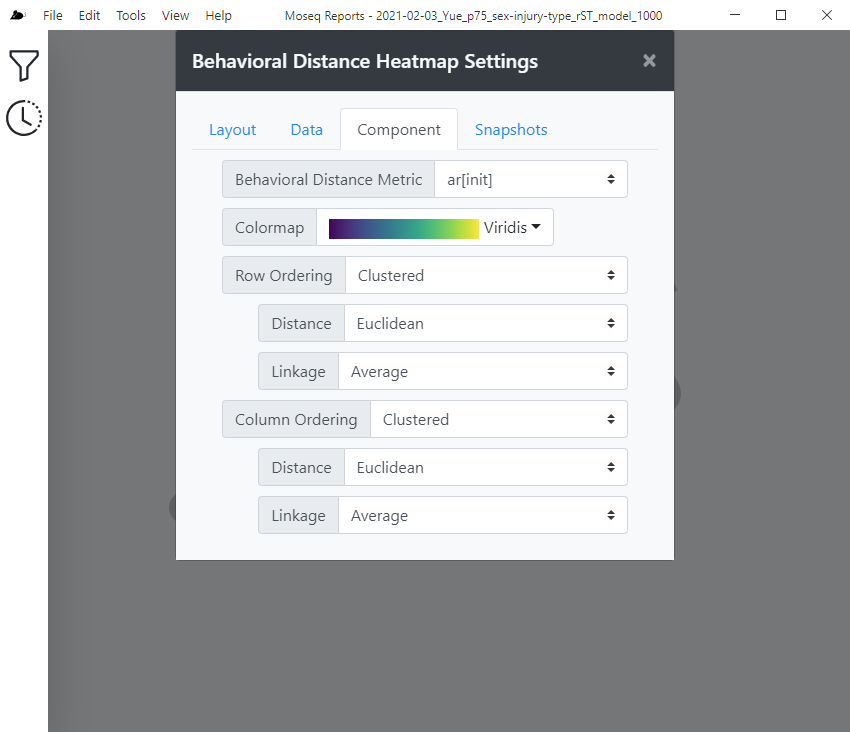 File Edit Tools View Help Moseq Reports - 2021-02-03_Yue_p75_sex-injury-type_rST_model_1000
Behavioral Distance Heatmap Settings
Layout Data Component Snapshots
Behavioral Distance Metric ar[init]
Colormap Viridis
Row Ordering Clustered
Distance Euclidean
Linkage Average
Column Ordering Clustered
Distance Euclidean
Linkage Average